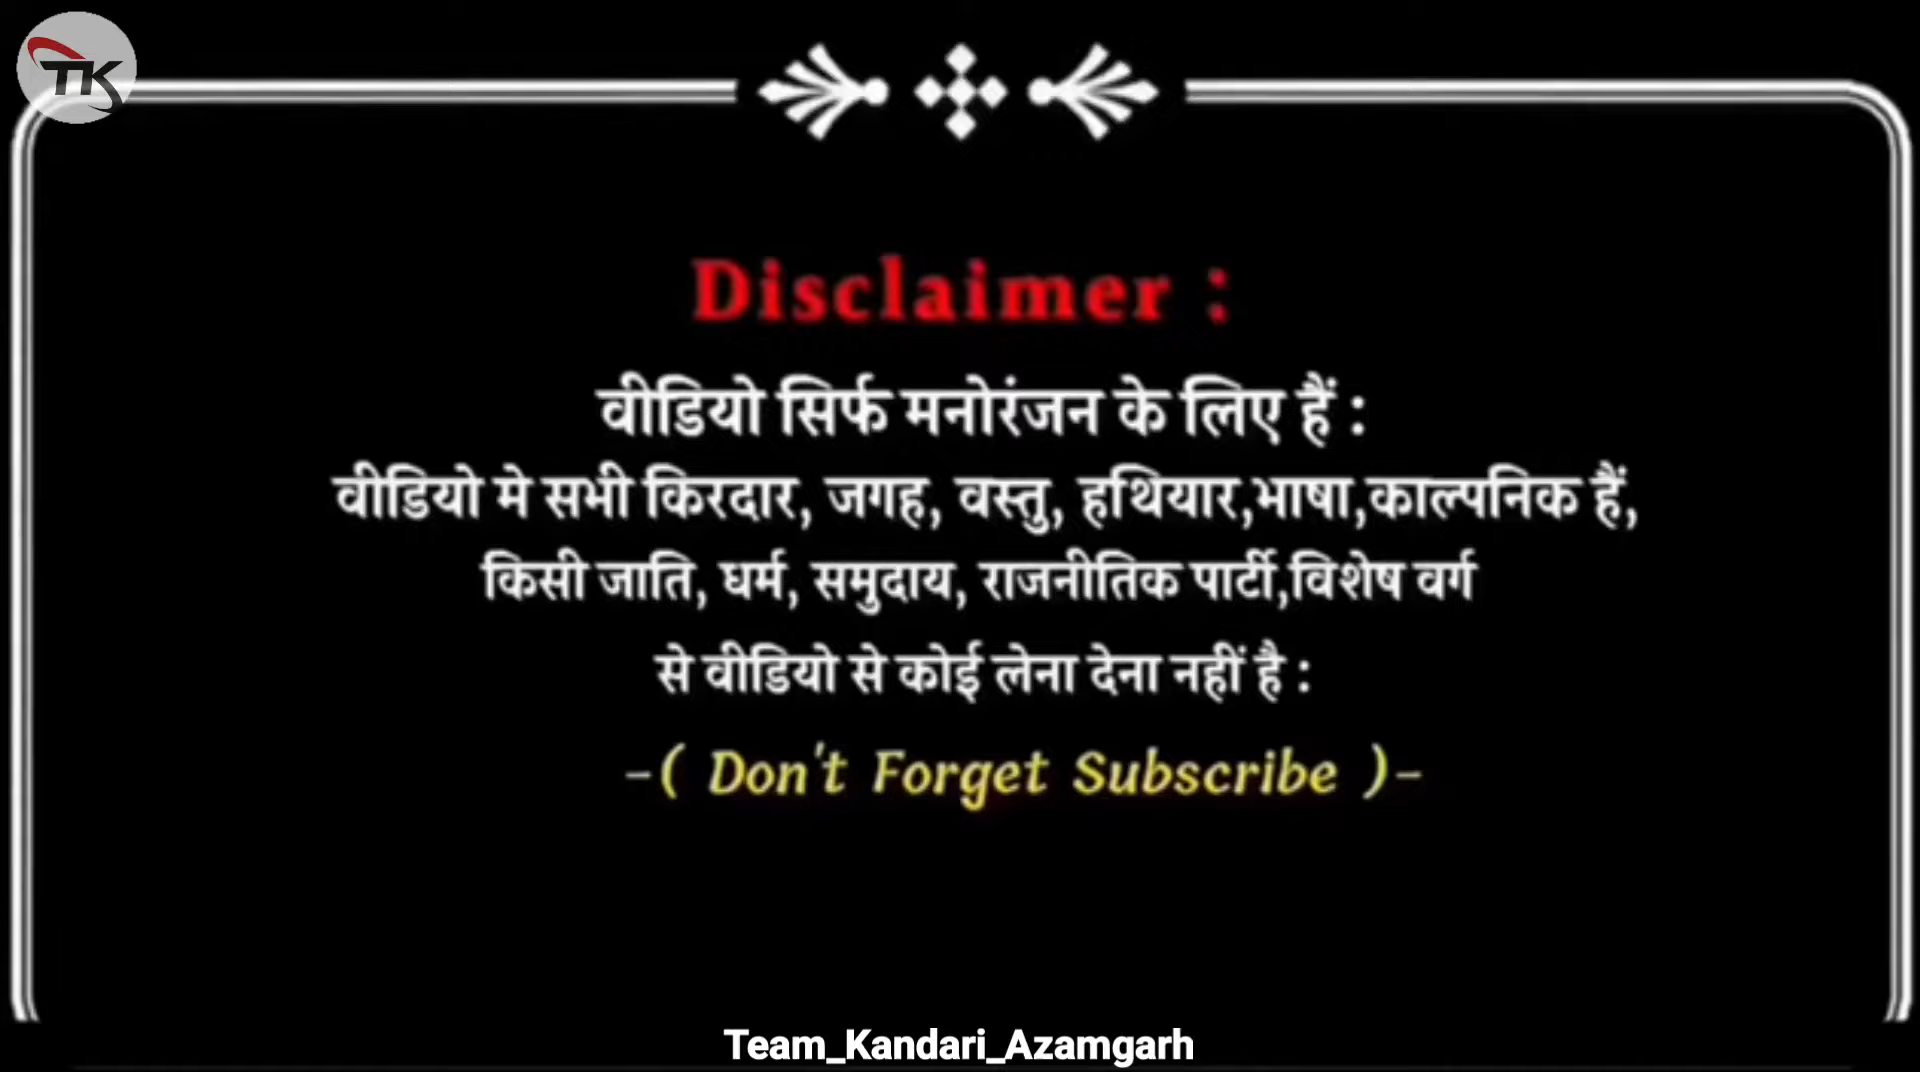 TK
Disclaimer :
वीडियो सिर्फ मनोरंजन के लिए हैं :
वीडियो मे सभी किरदार, जगह, वस्तु, हथियार,भाषा,काल्पनिक हैं,
किसी जाति, धर्म, समुदाय, राजनीतिक पार्टी,विशेष वर्ग
से वीडियो से कोई लेना देना नहीं है :
-( Don't Forget Subscribe )-
Team_Kandari_Azamgarh